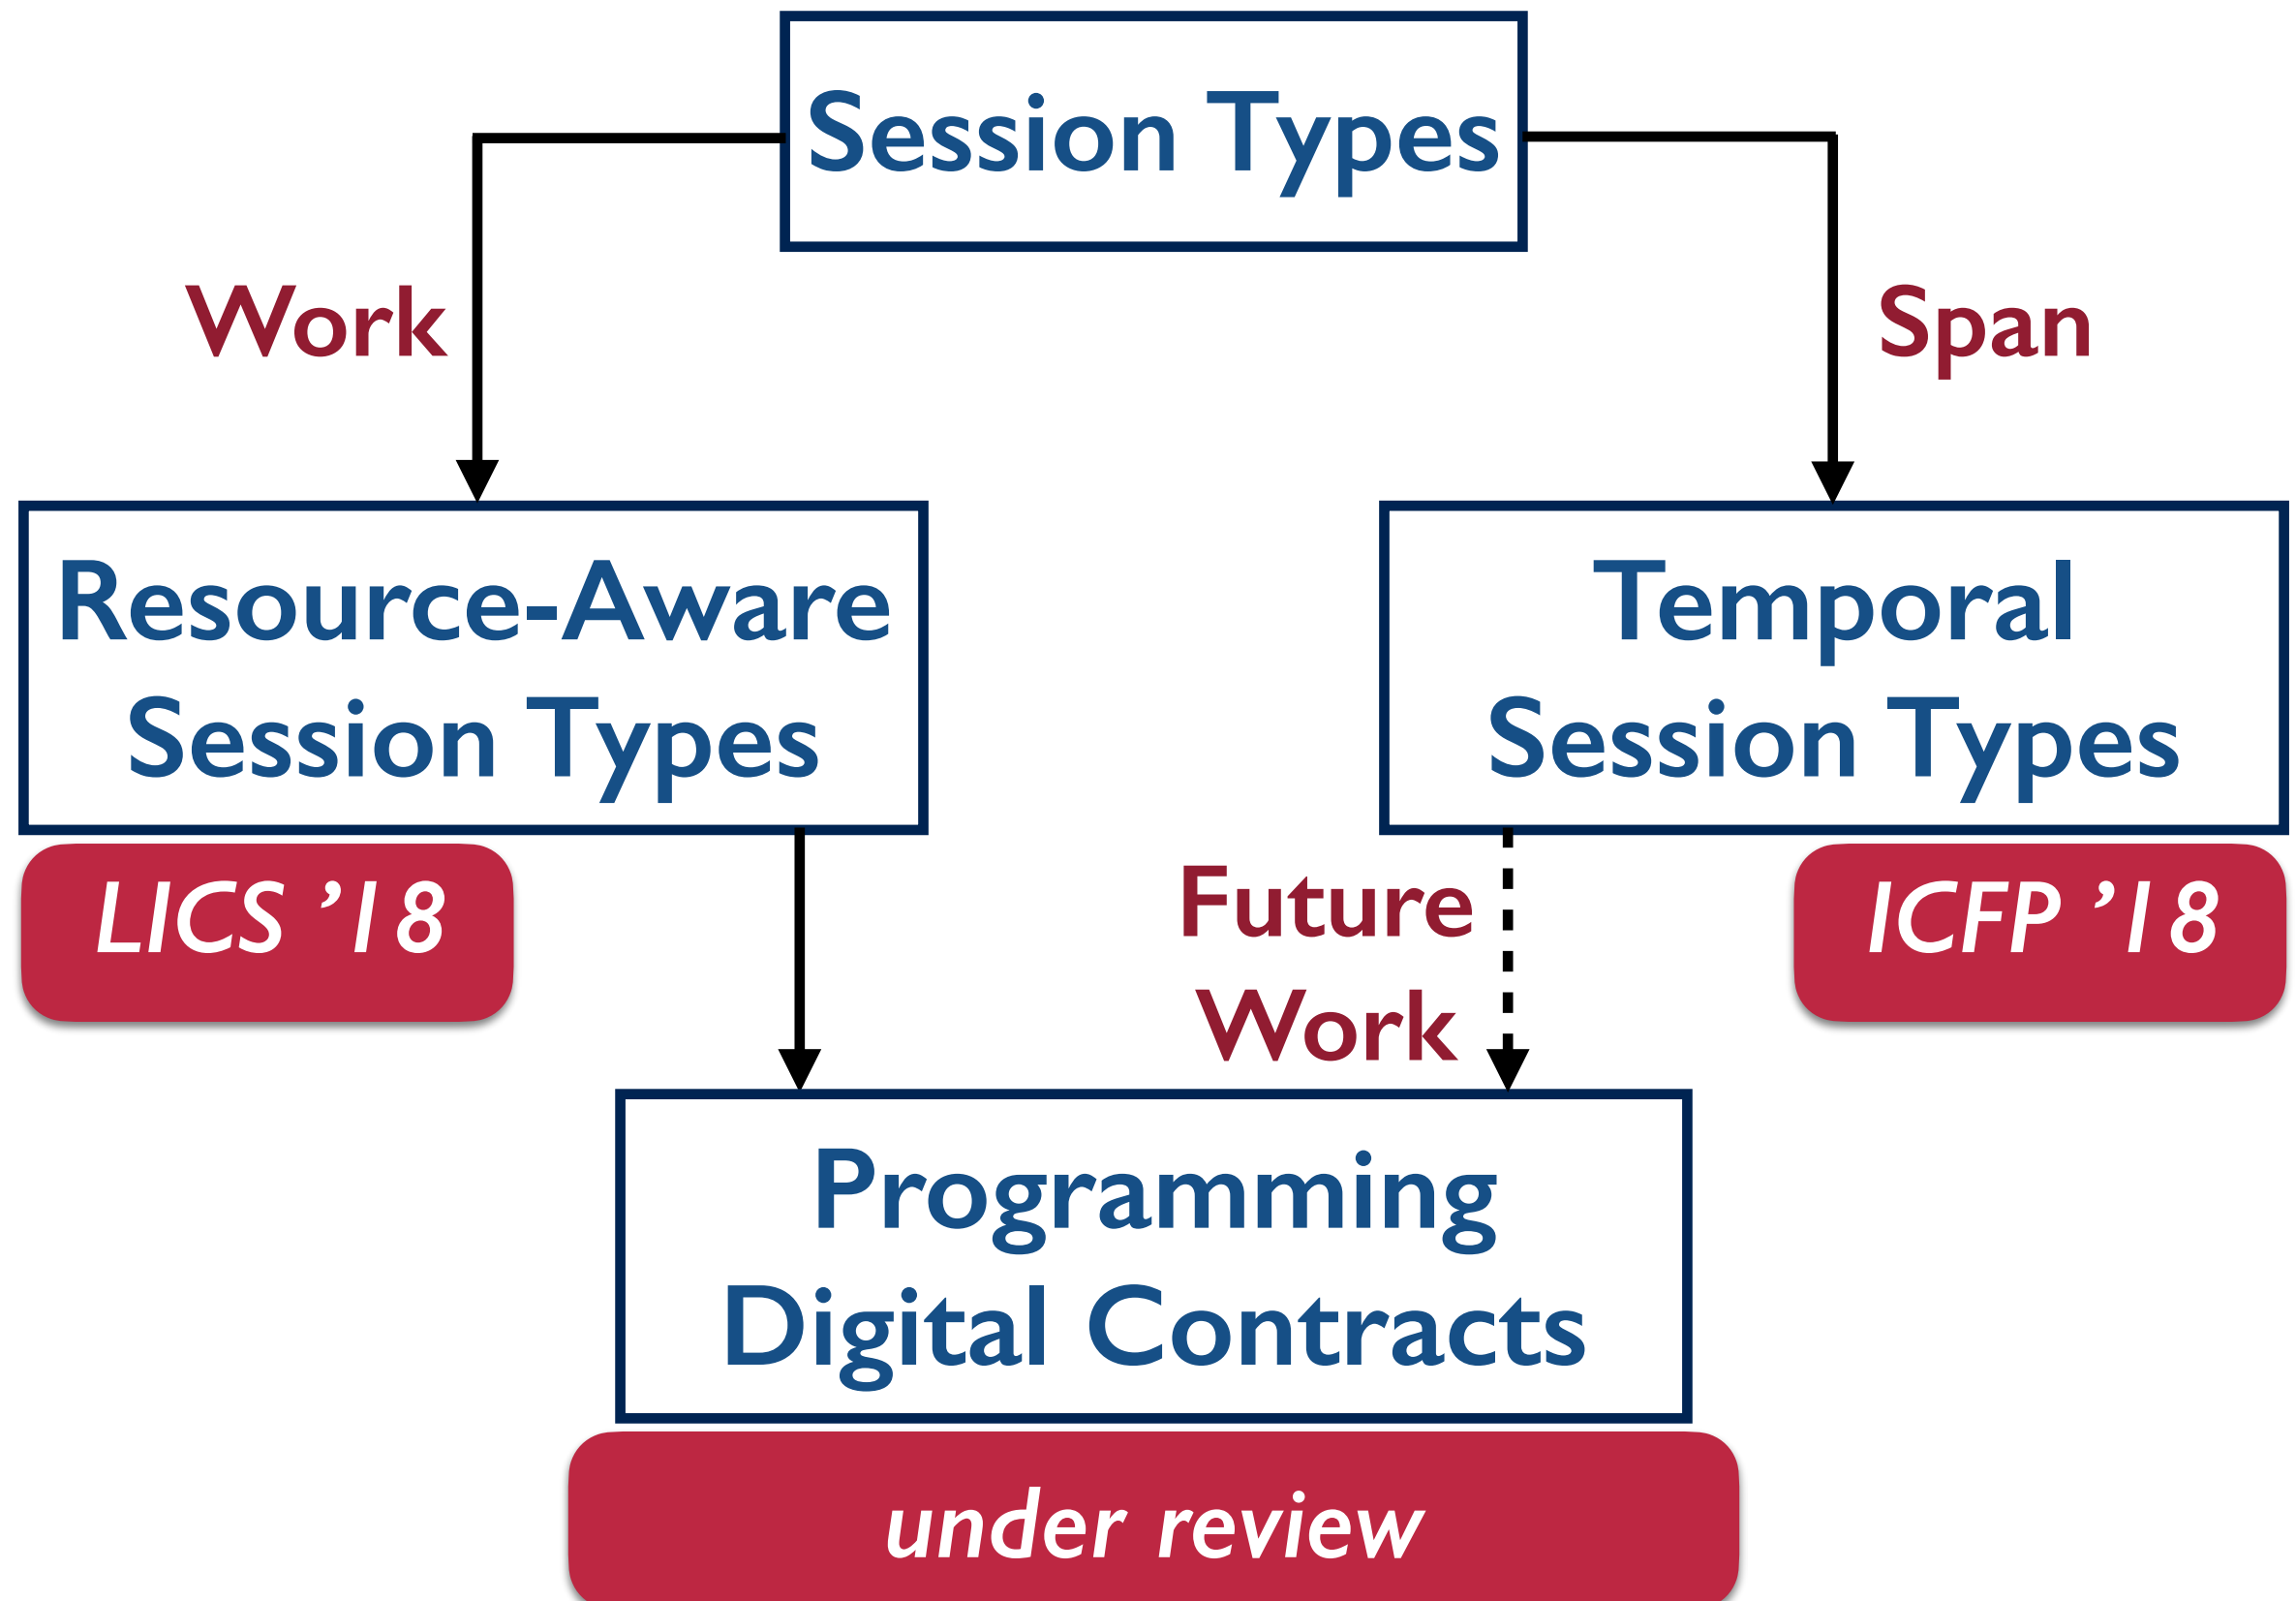 Session Types
Work
Span
Resource-Aware
Session Types
Temporal
Session Types
LICS ’18
Future
Work
ICFP ’18
Programming
Digital Contracts
under review